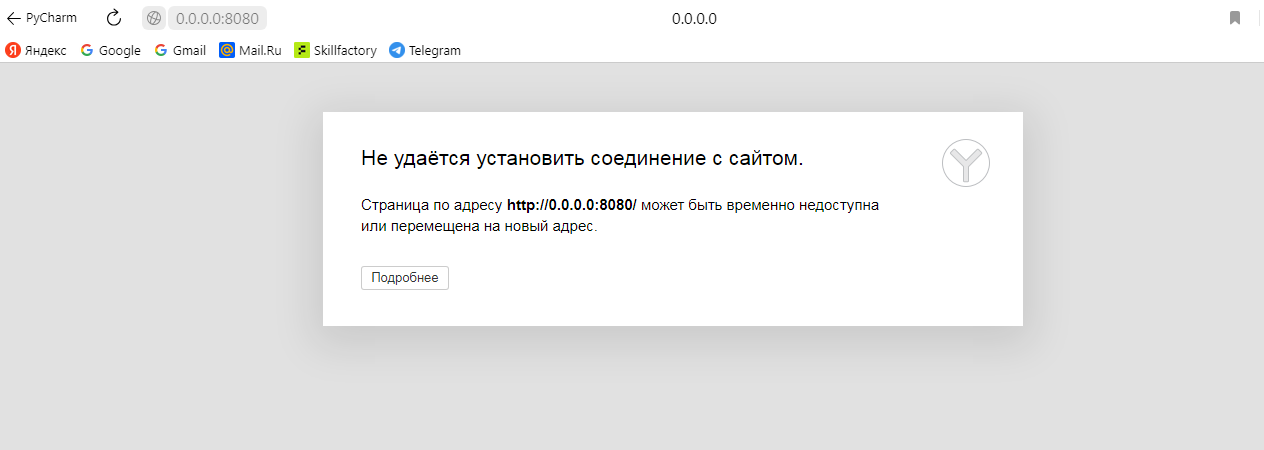 PyCharm 0.0.0.0:8080 0.0.0.0
Яндекс Google Gmail Mail.Ru Skillfactory Telegram
Не удаётся установить соединение с сайтом.
Страница по адресу http://0.0.0.0:8080/ может быть временно недоступна
или перемещена на новый адрес.
Подробнее